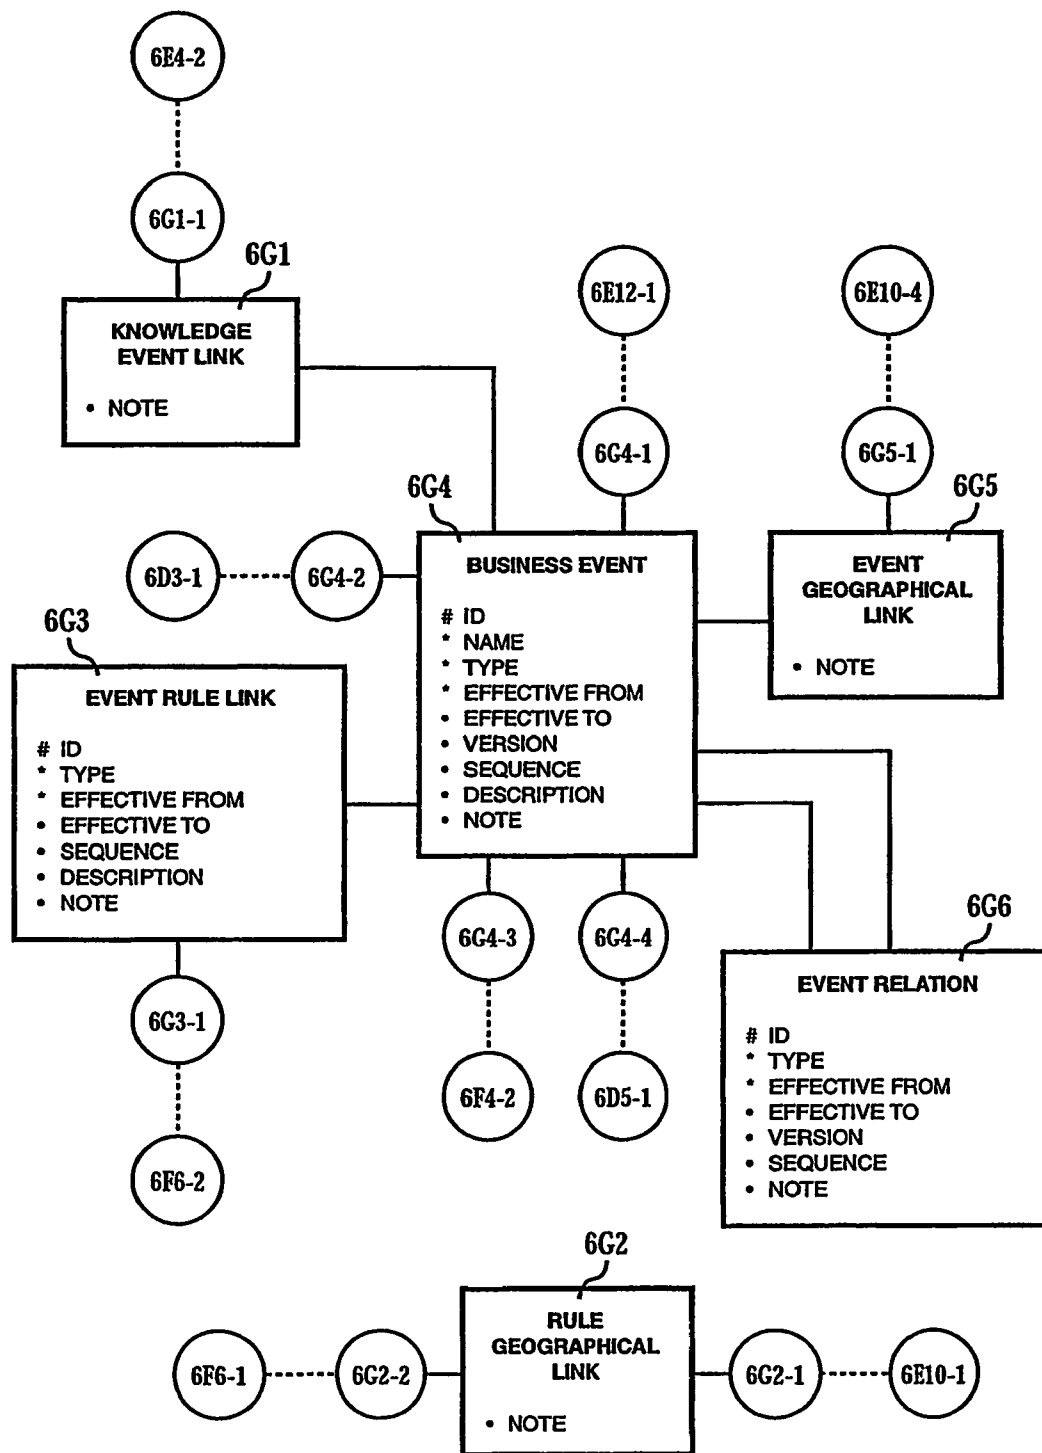 6E4-2
6G1-1
6G1
KNOWLEDGE
EVENT LINK
• NOTE
6E12-1
6E10-4
6G4-1
6G5-1
6G4
6G5
BUSINESS EVENT
# ID
* NAME
* TYPE
* EFFECTIVE FROM
• EFFECTIVE TO
• VERSION
• SEQUENCE
• DESCRIPTION
• NOTE
EVENT
GEOGRAPHICAL
LINK
• NOTE
6D3-1
6G4-2
6G3
EVENT RULE LINK
# ID
* TYPE
* EFFECTIVE FROM
• EFFECTIVE TO
• SEQUENCE
• DESCRIPTION
• NOTE
6G4-3
6G4-4
6G6
EVENT RELATION
# ID
* TYPE
* EFFECTIVE FROM
• EFFECTIVE TO
• VERSION
• SEQUENCE
• NOTE
6G3-1
6F4-2
6D5-1
6F6-2
6G2
RULE
GEOGRAPHICAL
LINK
• NOTE
6F6-1
6G2-2
6G2-1
6E10-1